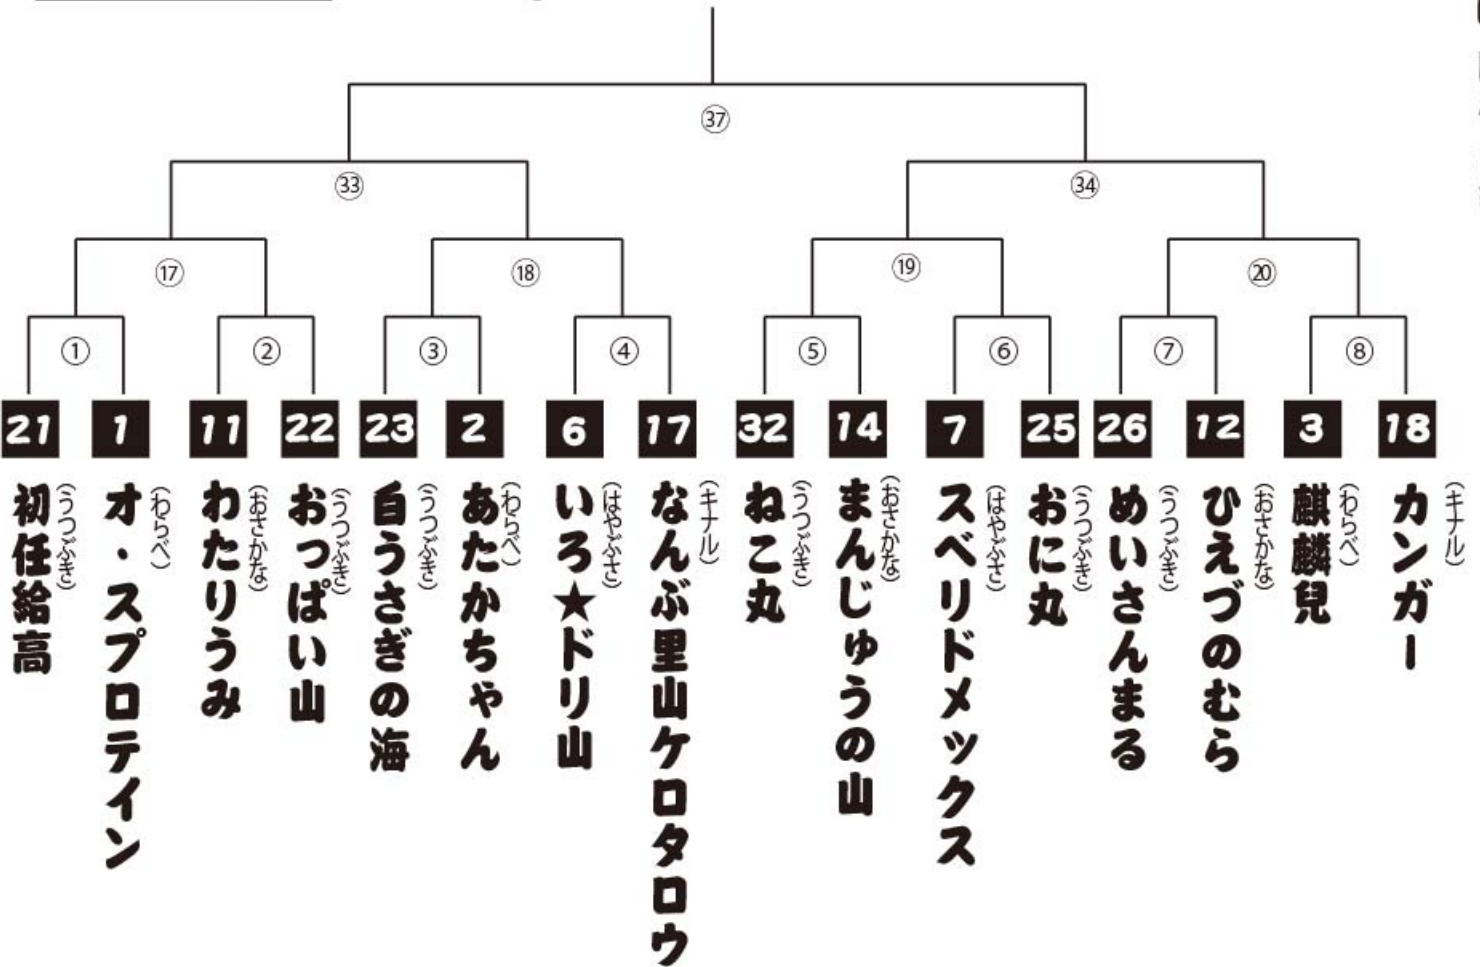 ㊲
㉝
㉞
⑰
⑱
⑲
⑳
①
②
③
④
⑤
⑥
⑦
⑧
21
1
11
22
23
2
6
17
32
14
7
25
26
12
3
18
初任給高
(うつぶき)
オ・スプロテイン
(わらべ)
わたりうみ
(おさかな)
おっぱい山
(うつぶき)
白うさぎの海
(うつぶき)
あたかちゃん
(わらべ)
いろ★ドリ山
(はやぶさ)
なんぶ里山ケロタロウ
(キナル)
ねこ丸
(うつぶき)
まんじゅうの山
(おさかな)
スベリドメックス
(はやぶさ)
おに丸
(うつぶき)
めいさんまる
(うつぶき)
ひえづのむら
(おさかな)
麒麟兒
(わらべ)
カンガー
(キナル)